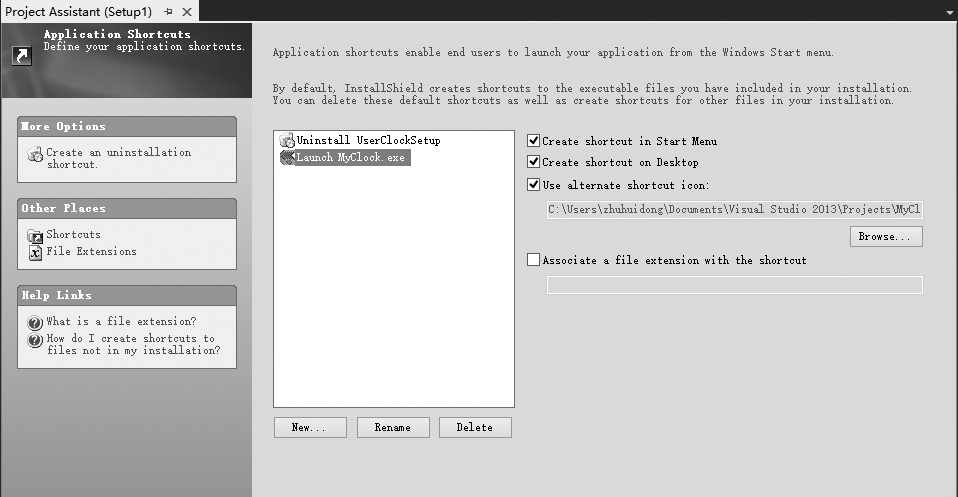 Project Assistant (Setup1)
Application Shortcuts
Define your application shortcuts.
More Options
Create an uninstallation
shortcut.
Other Places
Shortcuts
File Extensions
Help Links
What is a file extension?
How do I create shortcuts to
files not in my installation?
Application shortcuts enable end users to launch your application from the Windows Start menu.
By default, InstallShield creates shortcuts to the executable files you have included in your installation.
You can delete these default shortcuts as well as create shortcuts for other files in your installation.
Uninstall UserClockSetup
Launch MyClock.exe
New...
Rename
Delete
Create shortcut in Start Menu
Create shortcut on Desktop
Use alternate shortcut icon:
C:\Users\zhuhuidong\Documents\Visual Studio 2013\Projects\MyCl
Browse...
Associate a file extension with the shortcut